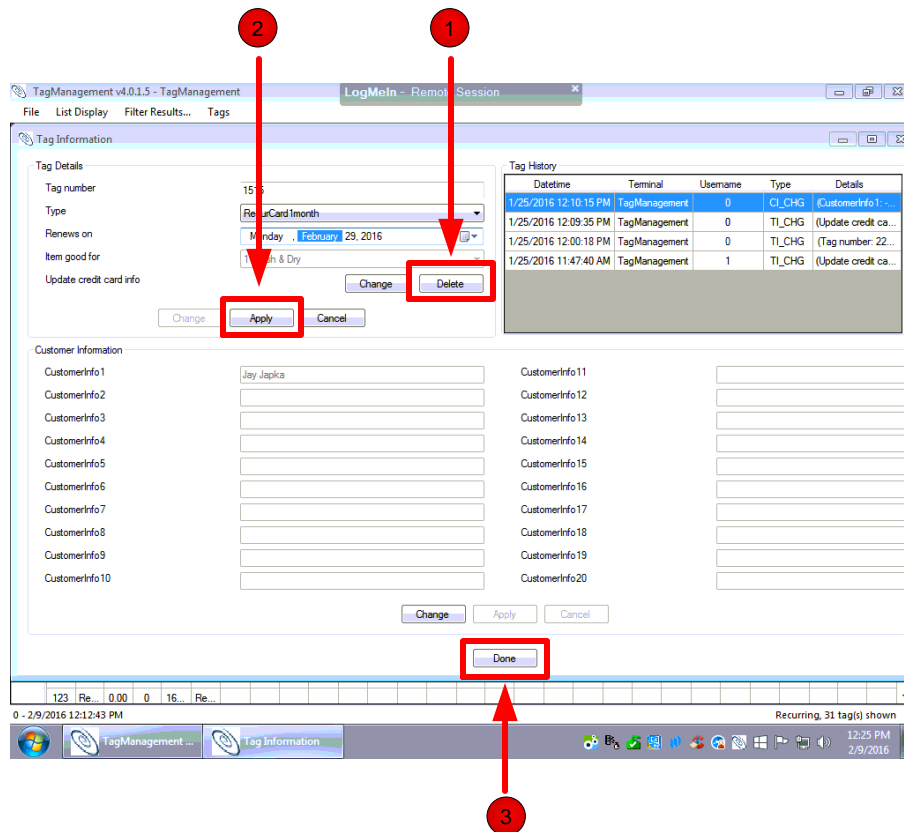 2
1
TagManagement v4.0.1.5 - TagManagement
LogMeIn - Remote Session
File List Display Filter Results... Tags
Tag Information
Tag Details
Tag number
Type
RecurCard1month
Renews on
Monday , February 29, 2016
Item good for
& Dry
Update credit card info
Change Delete
Change Apply Cancel
Tag History
Datetime Terminal Username Type Details
1/25/2016 12:10:15 PM TagManagement 0 CI_CHG (CustomerInfo1: -...
1/25/2016 12:09:35 PM TagManagement 0 TI_CHG (Update credit ca...
1/25/2016 12:00:18 PM TagManagement 0 TI_CHG (Tag number: 22...
1/25/2016 11:47:40 AM TagManagement 1 TI_CHG (Update credit ca...
Customer Information
CustomerInfo1 Jay Japka
CustomerInfo2
CustomerInfo3
CustomerInfo4
CustomerInfo5
CustomerInfo6
CustomerInfo7
CustomerInfo8
CustomerInfo9
CustomerInfo10
CustomerInfo11
CustomerInfo12
CustomerInfo13
CustomerInfo14
CustomerInfo15
CustomerInfo16
CustomerInfo17
CustomerInfo18
CustomerInfo19
CustomerInfo20
Change Apply Cancel
Done
123 Re... 0.00 0 16... Re...
0 - 2/9/2016 12:12:43 PM
Recurring, 31 tag(s) shown
TagManagement ...
Tag Information
12:25 PM
2/9/2016
3